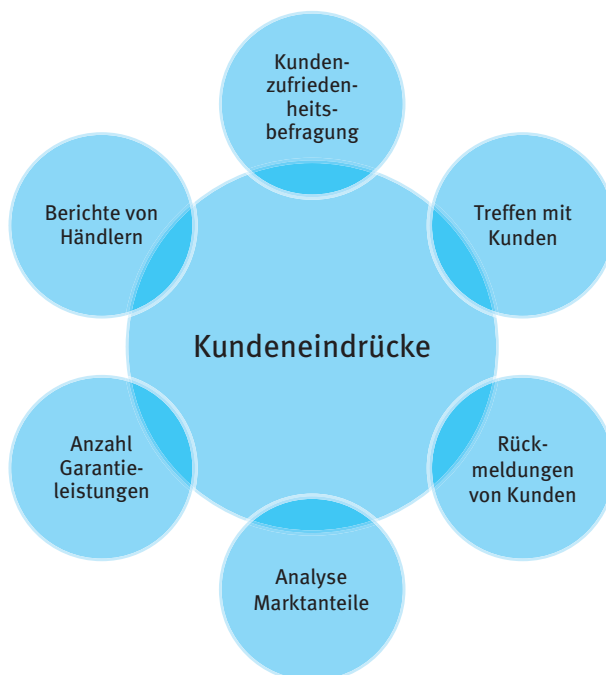 Kunden-
zufrieden-
heits-
befragung
Berichte von
Händlern
Treffen mit
Kunden
Kundeneindrücke
Anzahl
Garantie-
leistungen
Rück-
meldungen
von Kunden
Analyse
Marktanteile